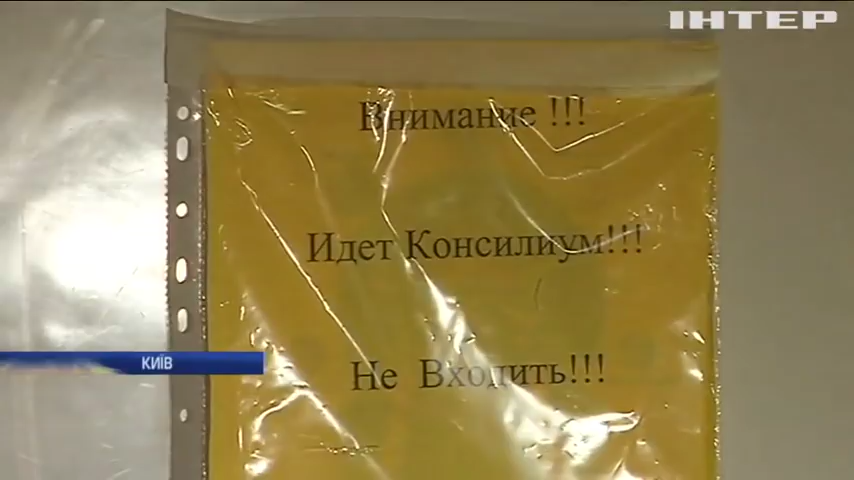 ІНТЕР
Внимание !!!
Идет Консилиум!!!
КИЇВ
Не Входить!!!